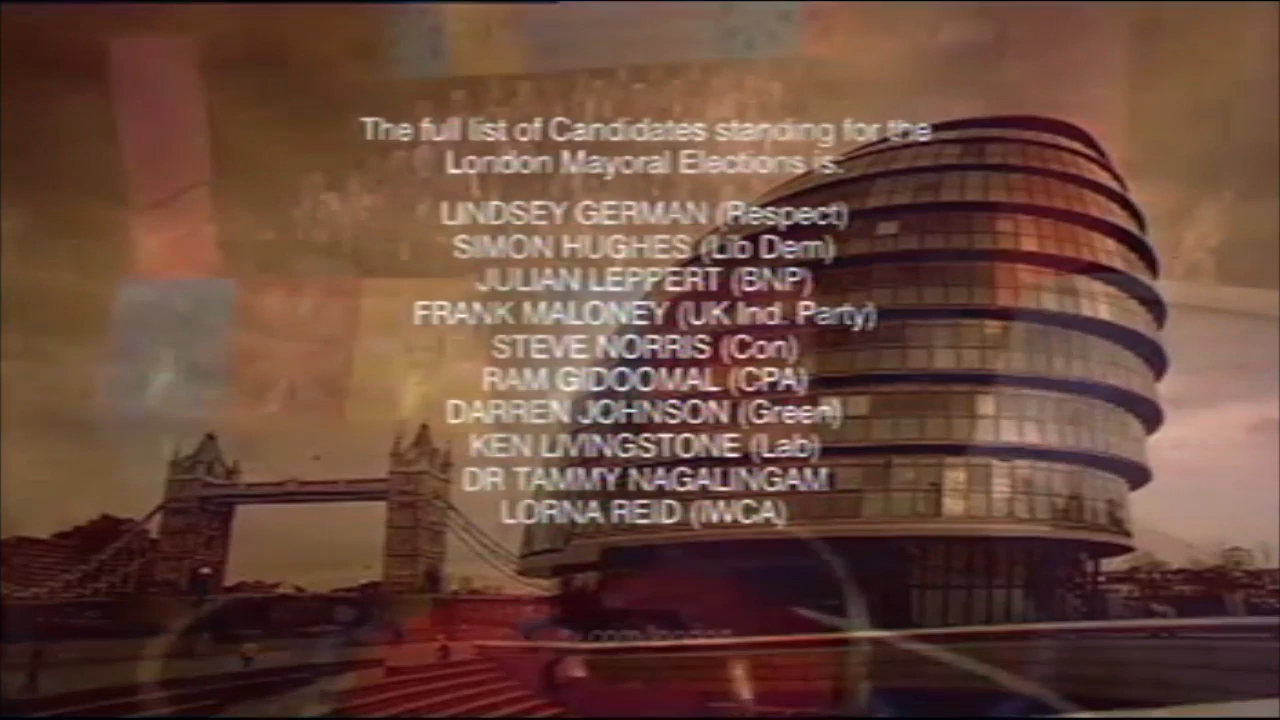 The full list of Candidates standing for the
London Mayoral Elections is:
LINDSEY GERMAN (Respect)
SIMON HUGHES (Lib Dem)
JULIAN LEPPERT (BNP)
FRANK MALONEY (UK Ind. Party)
STEVE NORRIS (Con)
RAM GIDOOMAL (CPA)
DARREN JOHNSON (Green)
KEN LIVINGSTONE (Lab)
DR TAMMY NAGALINGAM
LORNA REID (IWCA)